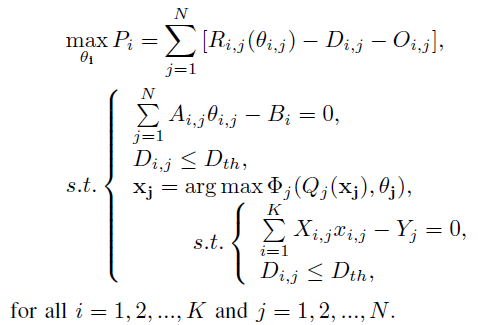 max_{θ_1} P_i = \sum_{j=1}^{N} [R_{i,j}(θ_{i,j}) − D_{i,j} − O_{i,j}],
s.t. { \sum_{j=1}^{N} A_{i,j}θ_{i,j} − B_i = 0,
D_{i,j} ≤ D_{th},
x_j = arg max Φ_j(Q_j(x_j), θ_j),
s.t. { \sum_{i=1}^{K} X_{i,j}x_{i,j} − Y_j = 0,
D_{i,j} ≤ D_{th},
for all i = 1, 2, ..., K and j = 1, 2, ..., N.